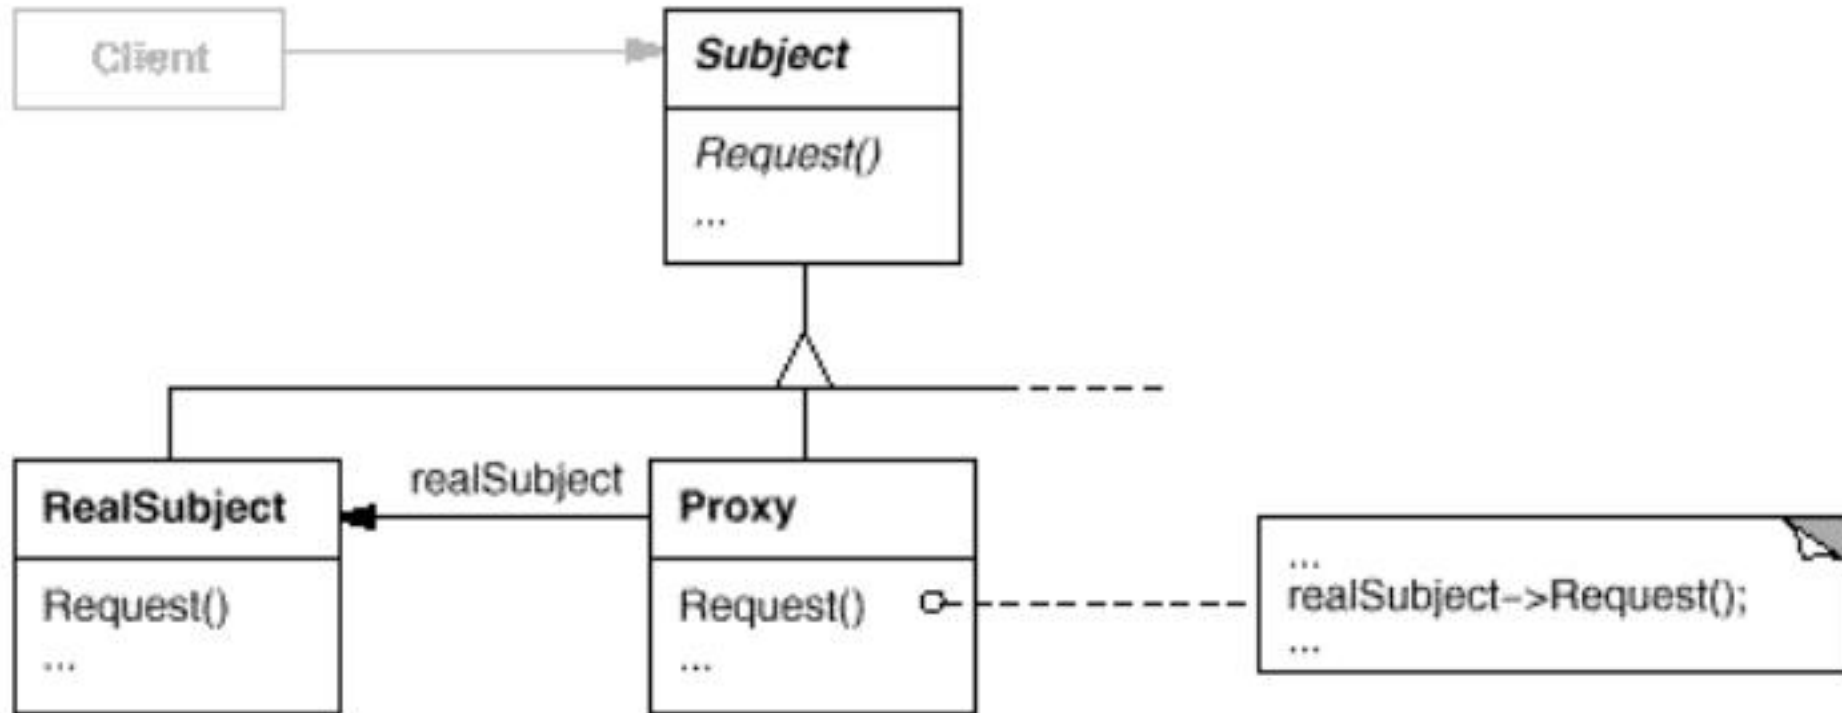 Client
Subject
Request()
...
realSubject
RealSubject
Request()
...
Proxy
Request()
...
...
realSubject–>Request();
...